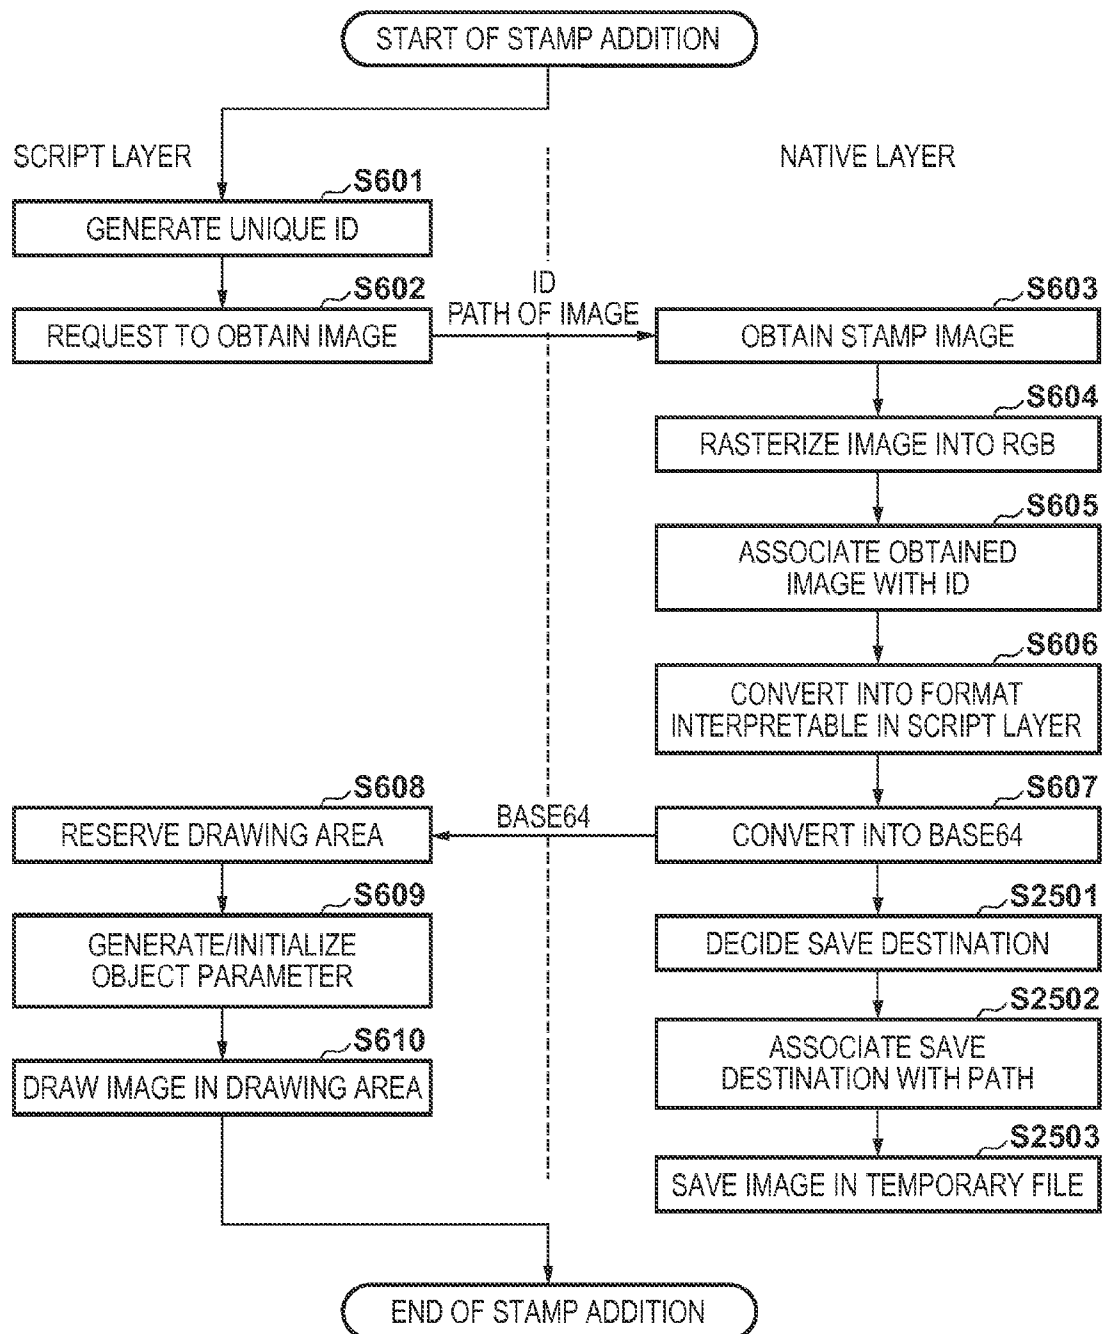 START OF STAMP ADDITION
SCRIPT LAYER
NATIVE LAYER
S601
GENERATE UNIQUE ID
S602
REQUEST TO OBTAIN IMAGE
ID
PATH OF IMAGE
S603
OBTAIN STAMP IMAGE
S604
RASTERIZE IMAGE INTO RGB
S605
ASSOCIATE OBTAINED
IMAGE WITH ID
S606
CONVERT INTO FORMAT
INTERPRETABLE IN SCRIPT LAYER
S607
CONVERT INTO BASE64
BASE64
S608
RESERVE DRAWING AREA
S609
GENERATE/INITIALIZE
OBJECT PARAMETER
S610
DRAW IMAGE IN DRAWING AREA
S2501
DECIDE SAVE DESTINATION
S2502
ASSOCIATE SAVE
DESTINATION WITH PATH
S2503
SAVE IMAGE IN TEMPORARY FILE
END OF STAMP ADDITION